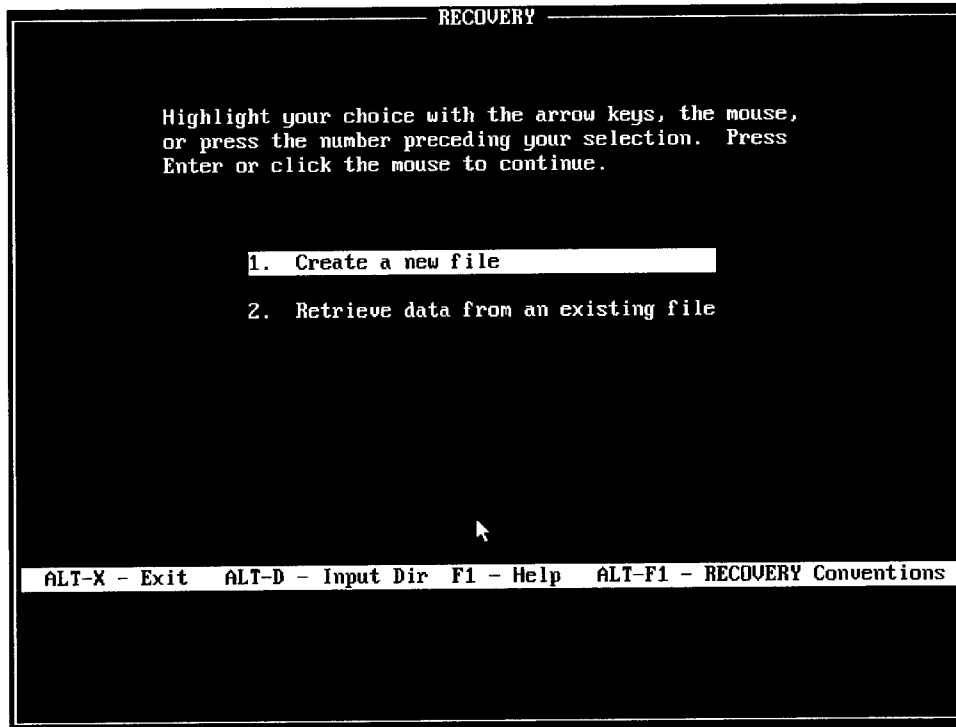 RECOVERY
Highlight your choice with the arrow keys, the mouse,
or press the number preceding your selection. Press
Enter or click the mouse to continue.
1. Create a new file
2. Retrieve data from an existing file
ALT-X - Exit ALT-D - Input Dir F1 - Help ALT-F1 - RECOVERY Conventions